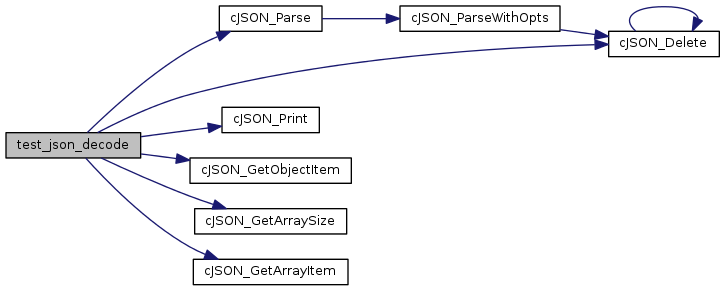 cJSON_Parse
cJSON_ParseWithOpts
cJSON_Delete
cJSON_Print
test_json_decode
cJSON_GetObjectItem
cJSON_GetArraySize
cJSON_GetArrayItem